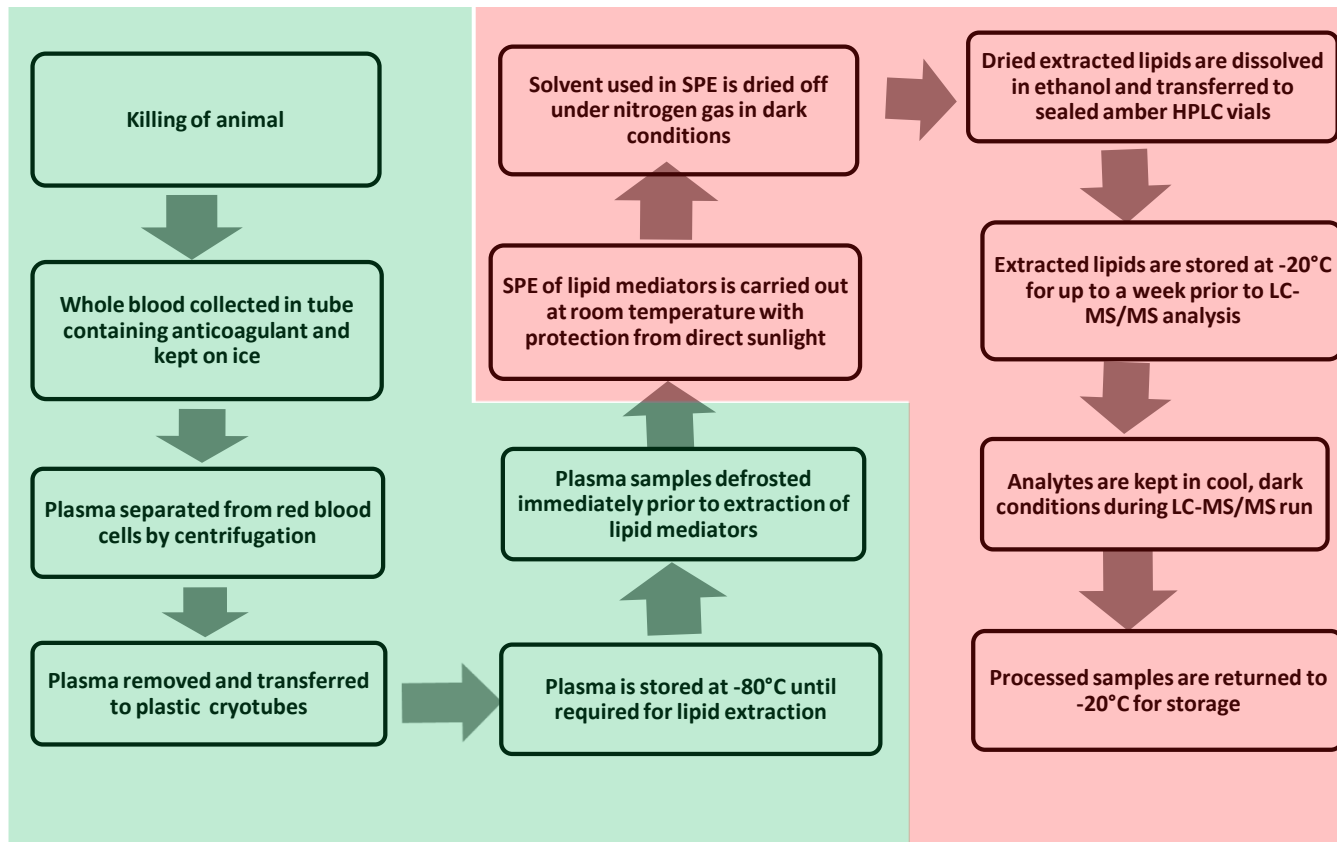 Killing of animal
Whole blood collected in tube
containing anticoagulant and
kept on ice
Plasma separated from red blood
cells by centrifugation
Plasma removed and transferred
to plastic cryotubes
Plasma is stored at -80°C until
required for lipid extraction
Plasma samples defrosted
immediately prior to extraction of
lipid mediators
SPE of lipid mediators is carried out
at room temperature with
protection from direct sunlight
Solvent used in SPE is dried off
under nitrogen gas in dark
conditions
Dried extracted lipids are dissolved
in ethanol and transferred to
sealed amber HPLC vials
Extracted lipids are stored at -20°C
for up to a week prior to LC-
MS/MS analysis
Analytes are kept in cool, dark
conditions during LC-MS/MS run
Processed samples are returned to
-20°C for storage